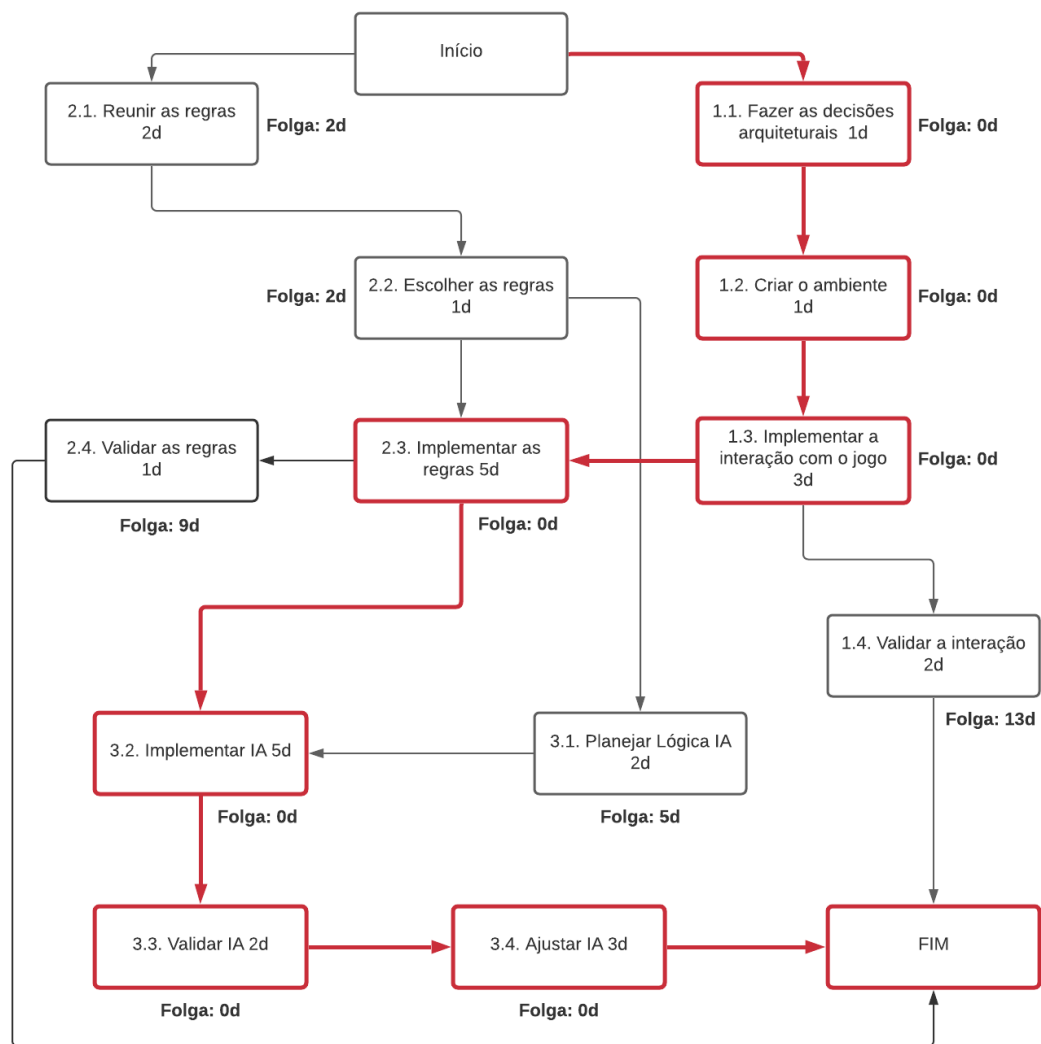 Início
2.1. Reunir as regras
2d
Folga: 2d
1.1. Fazer as decisões
arquiteturais 1d
Folga: 0d
Folga: 2d
2.2. Escolher as regras
1d
1.2. Criar o ambiente
1d
Folga: 0d
2.4. Validar as regras
1d
Folga: 9d
2.3. Implementar as
regras 5d
Folga: 0d
1.3. Implementar a
interação com o jogo
3d
Folga: 0d
1.4. Validar a interação
2d
Folga: 13d
3.2. Implementar IA 5d
Folga: 0d
3.1. Planejar Lógica IA
2d
Folga: 5d
3.3. Validar IA 2d
Folga: 0d
3.4. Ajustar IA 3d
Folga: 0d
FIM